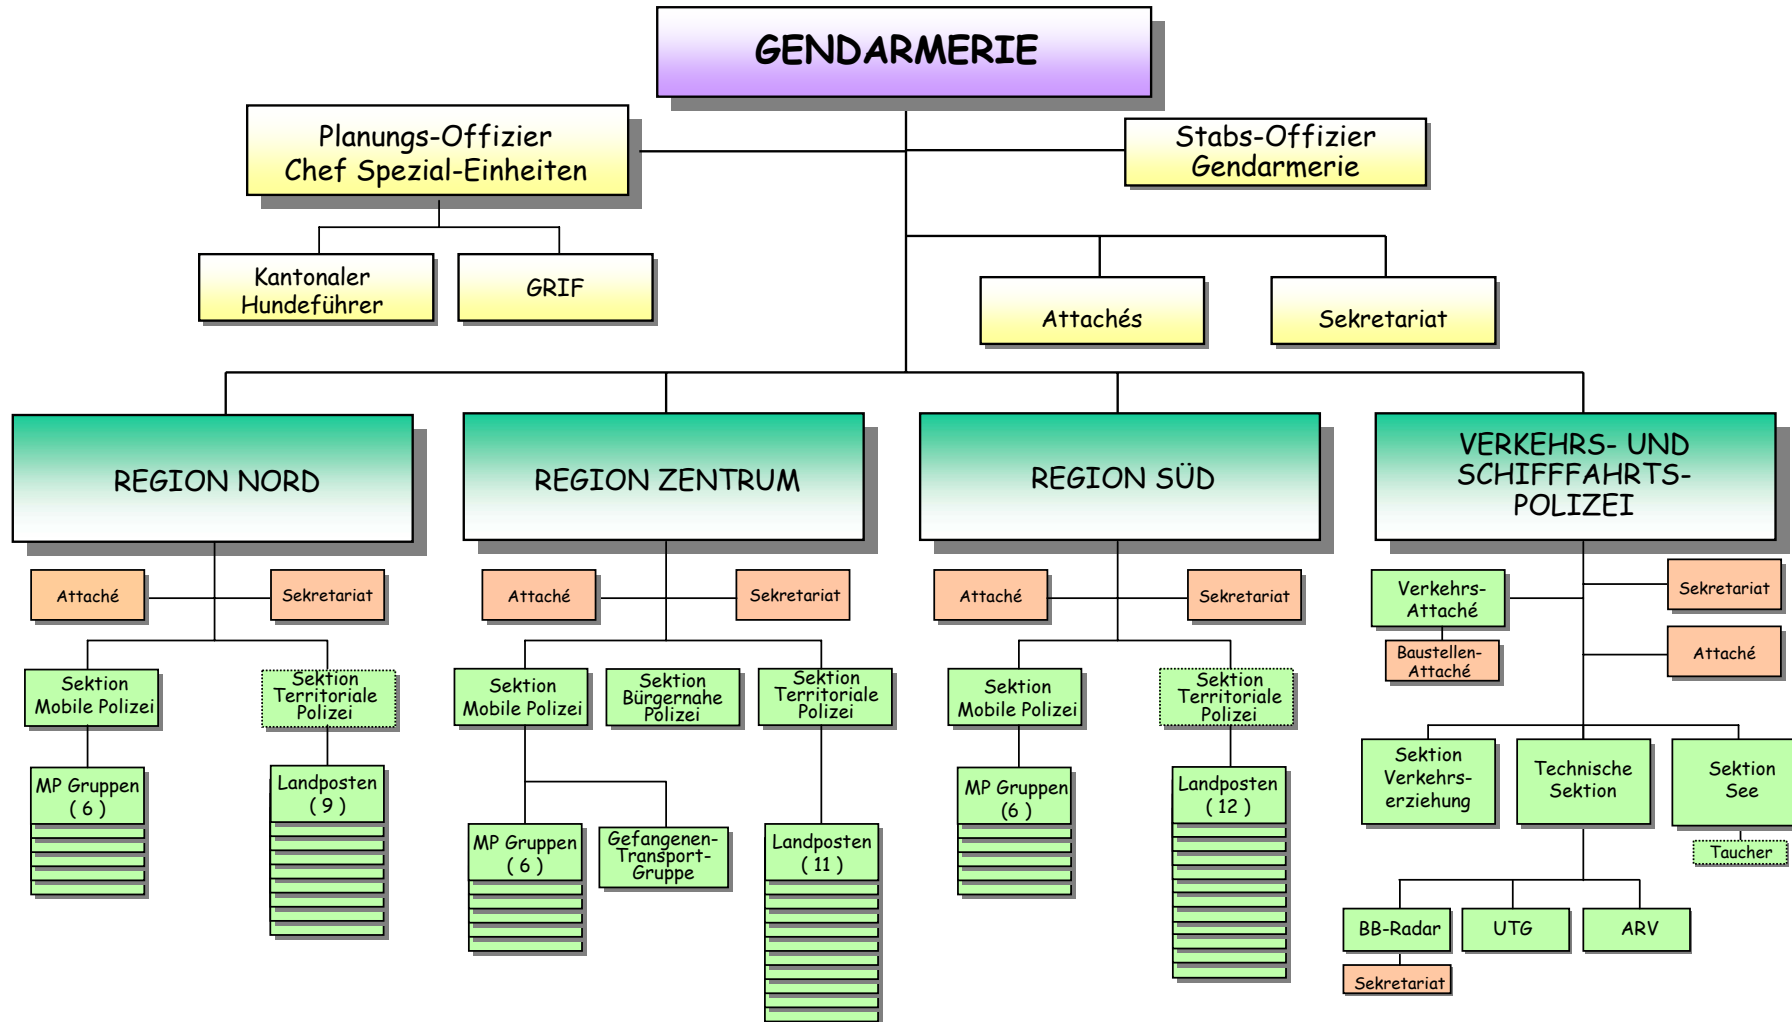 GENDARMERIE
Planungs-Offizier
Chef Spezial-Einheiten
Stabs-Offizier
Gendarmerie
Kantonaler
Hundeführer
GRIF
Attachés
Sekretariat
REGION NORD
REGION ZENTRUM
REGION SÜD
VERKEHRS- UND
SCHIFFFAHRTS-
POLIZEI
Attaché
Sekretariat
Attaché
Sekretariat
Attaché
Sekretariat
Verkehrs-
Attaché
Sekretariat
Baustellen-
Attaché
Attaché
Sektion
Mobile Polizei
Sektion
Territoriale
Polizei
Sektion
Mobile Polizei
Sektion
Bürgernahe
Polizei
Sektion
Territoriale
Polizei
Sektion
Mobile Polizei
Sektion
Territoriale
Polizei
Sektion
Verkehrs-
erziehung
Technische
Sektion
Sektion
See
MP Gruppen
( 6 )
Landposten
( 9 )
MP Gruppen
( 6 )
Gefangenen-
Transport-
Gruppe
Landposten
( 11 )
MP Gruppen
(6 )
Landposten
( 12 )
Taucher
BB-Radar
UTG
ARV
Sekretariat